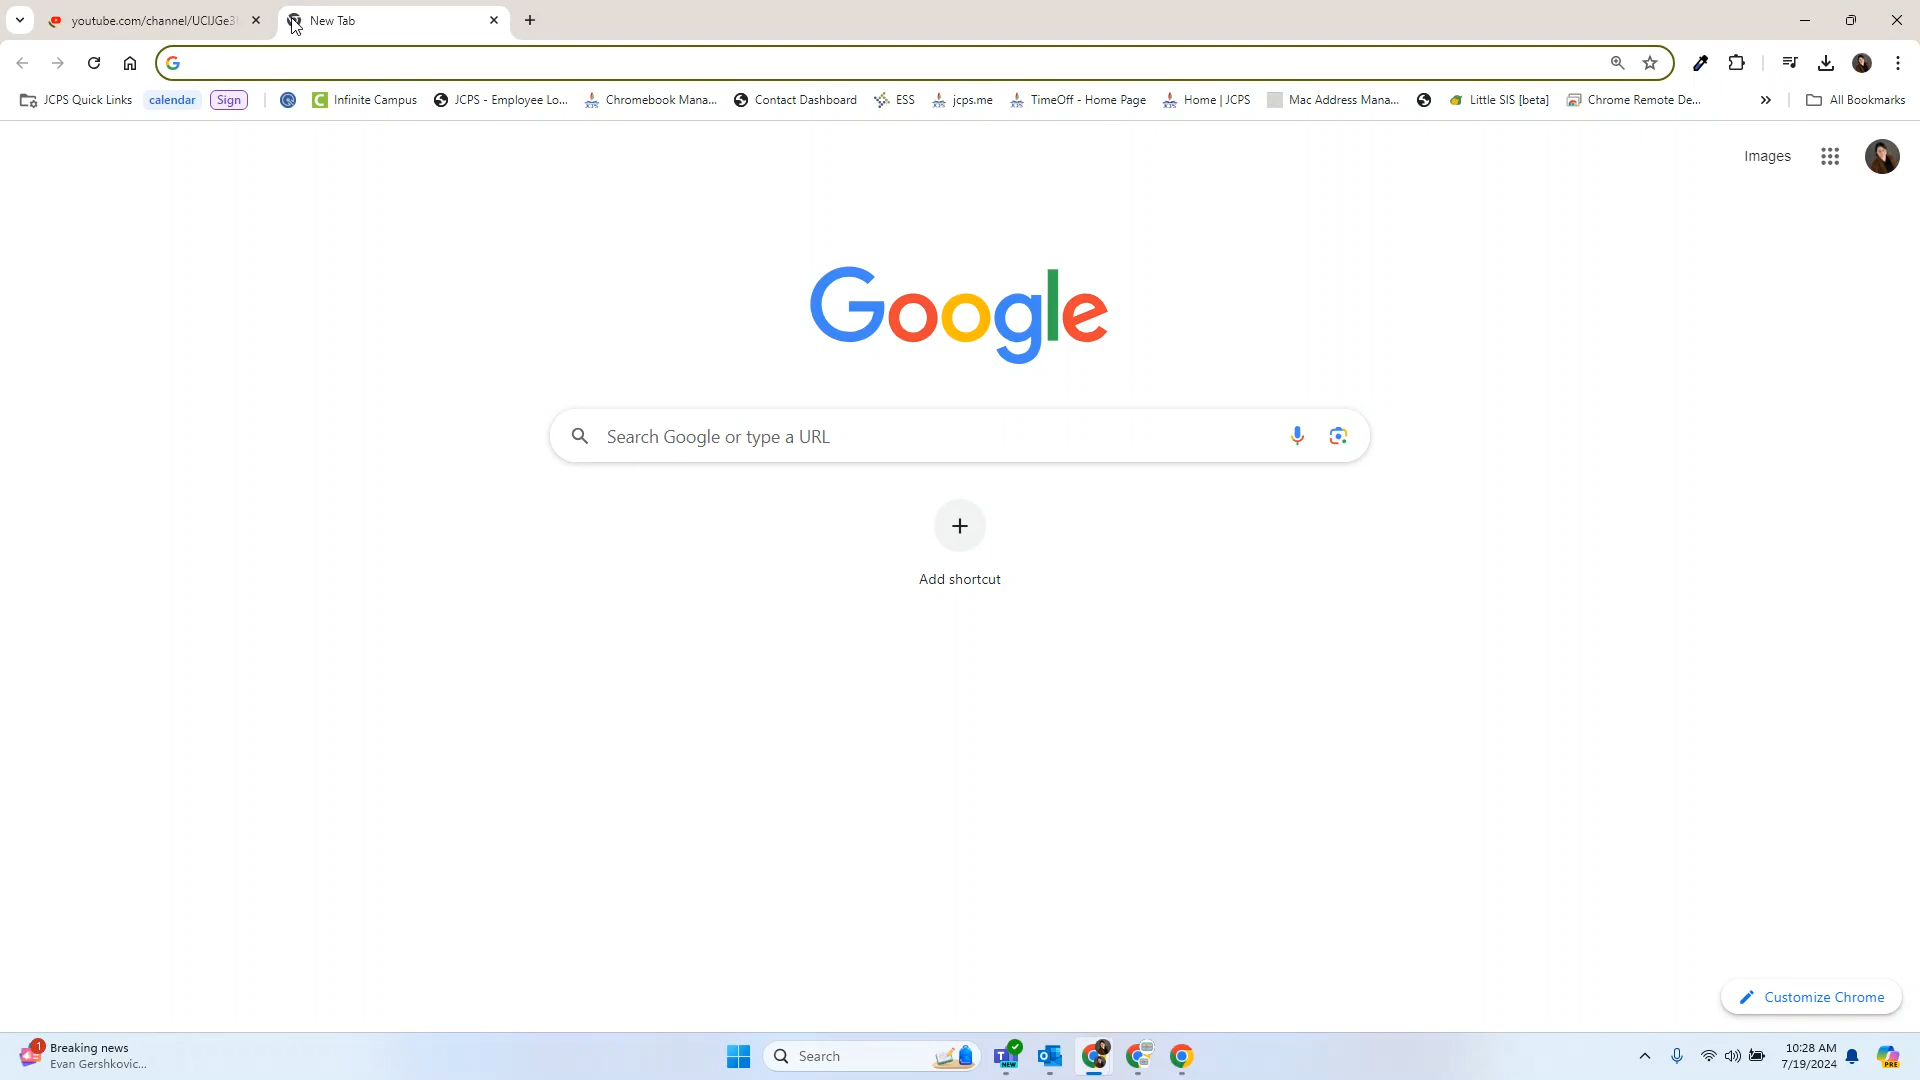 youtube.com/channel/UCIJGe3
New Tab
JCPS Quick Links
calendar
Sign
Infinite Campus
JCPS - Employee Lo...
Chromebook Mana...
Contact Dashboard
ESS
jcps.me
TimeOff - Home Page
Home | JCPS
Mac Address Mana...
Little SIS [beta]
Chrome Remote De...
All Bookmarks
Images
Google
Search Google or type a URL
Add shortcut
Customize Chrome
1
Breaking news
Evan Gershkovic...
Search
NEW
10:28 AM
7/19/2024
PRE